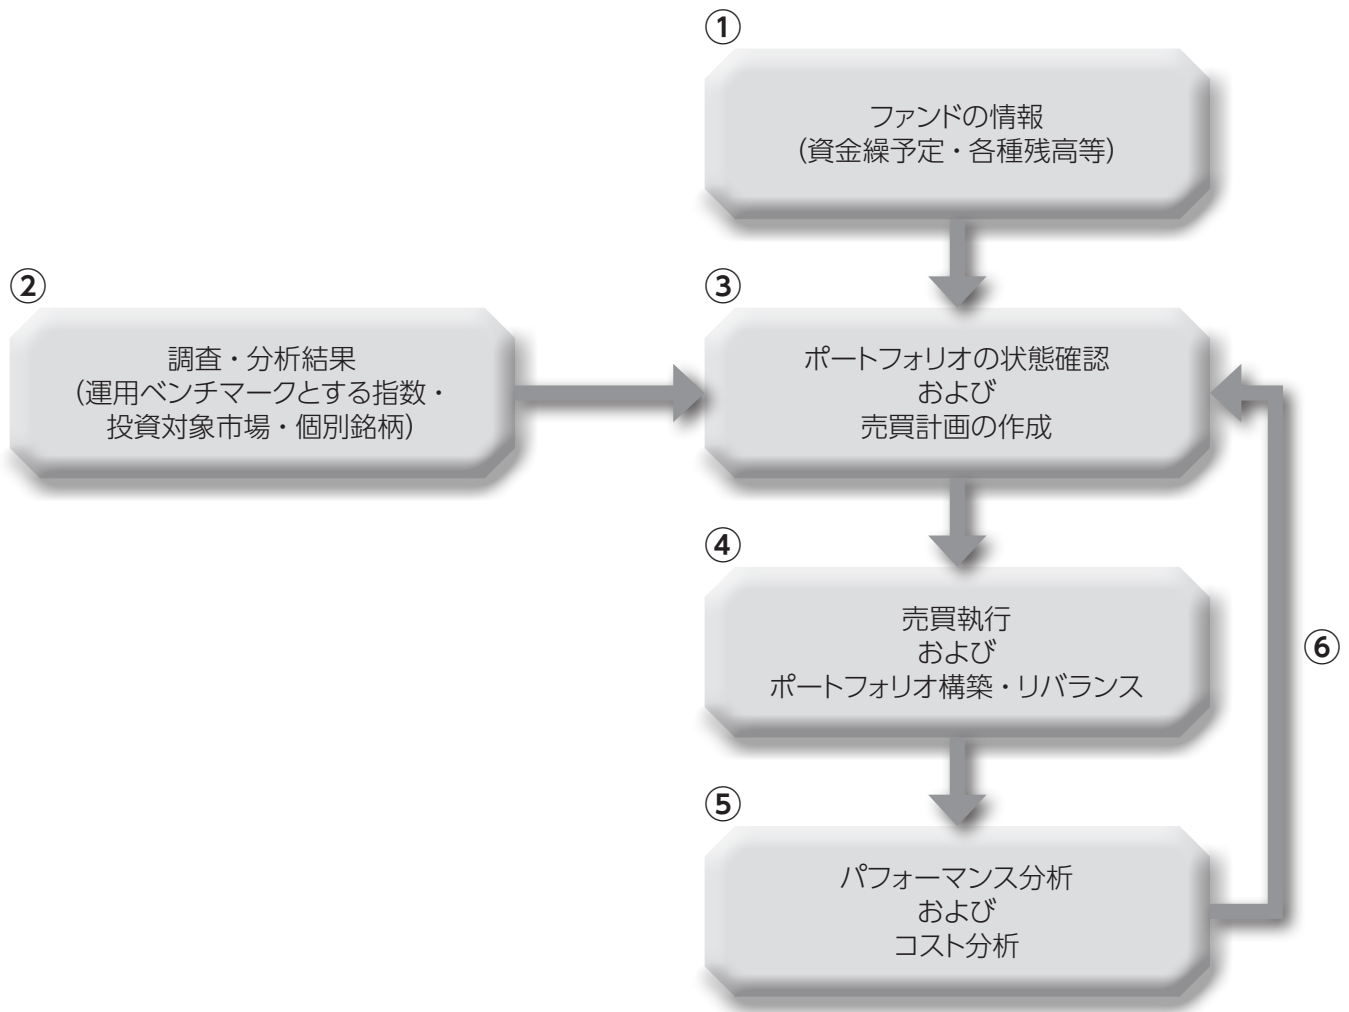 ①
ファンドの情報
(資金繰予定・各種残高等)
②
調査・分析結果
(運用ベンチマークとする指数・
投資対象市場・個別銘柄)
③
ポートフォリオの状態確認
および
売買計画の作成
④
売買執行
および
ポートフォリオ構築・リバランス
⑤
パフォーマンス分析
および
コスト分析
⑥